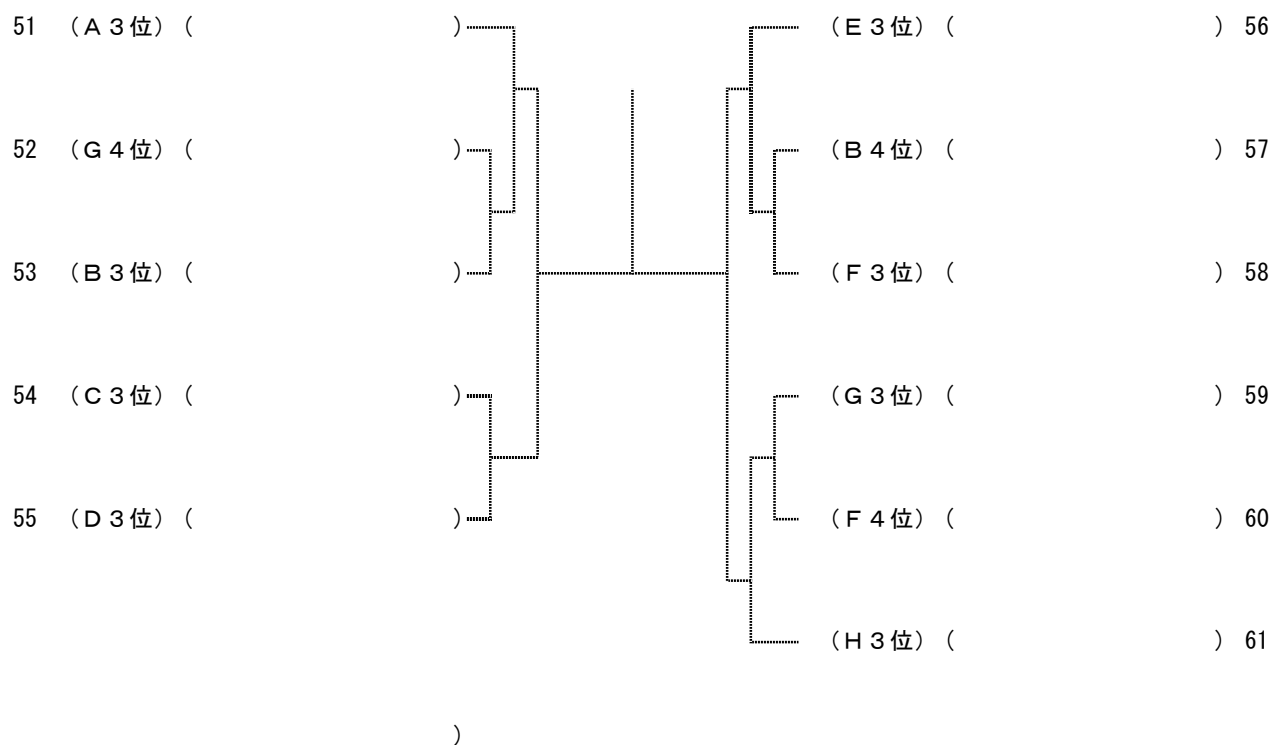 51 （A３位）（ ） （E３位）（ ） 56
52 （G４位）（ ） （B４位）（ ） 57
53 （B３位）（ ） （F３位）（ ） 58
54 （C３位）（ ） （G３位）（ ） 59
55 （D３位）（ ） （F４位）（ ） 60
（H３位）（ ） 61
）